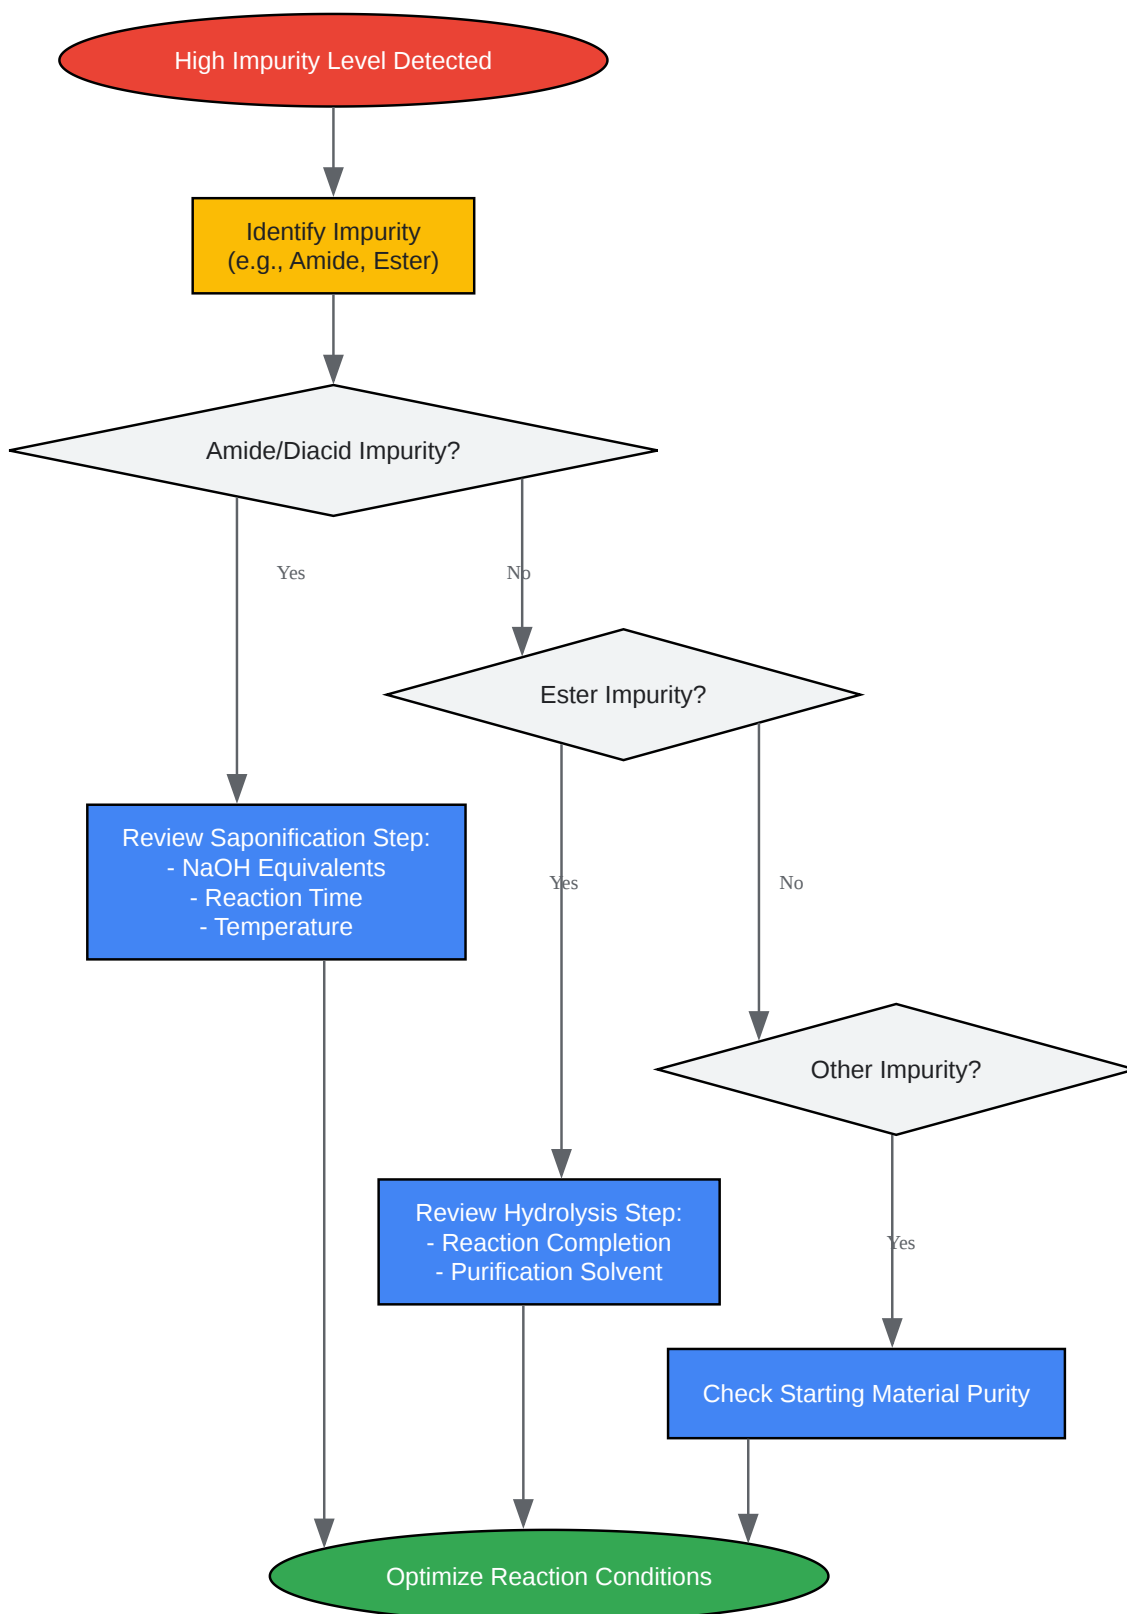 High Impurity Level Detected
Identify Impurity
(e.g., Amide, Ester)
Amide/Diacid Impurity?
Yes
No
Ester Impurity?
Review Saponification Step:
- NaOH Equivalents
- Reaction Time
- Temperature
Yes
No
Other Impurity?
Review Hydrolysis Step:
- Reaction Completion
- Purification Solvent
Yes
Check Starting Material Purity
Optimize Reaction Conditions